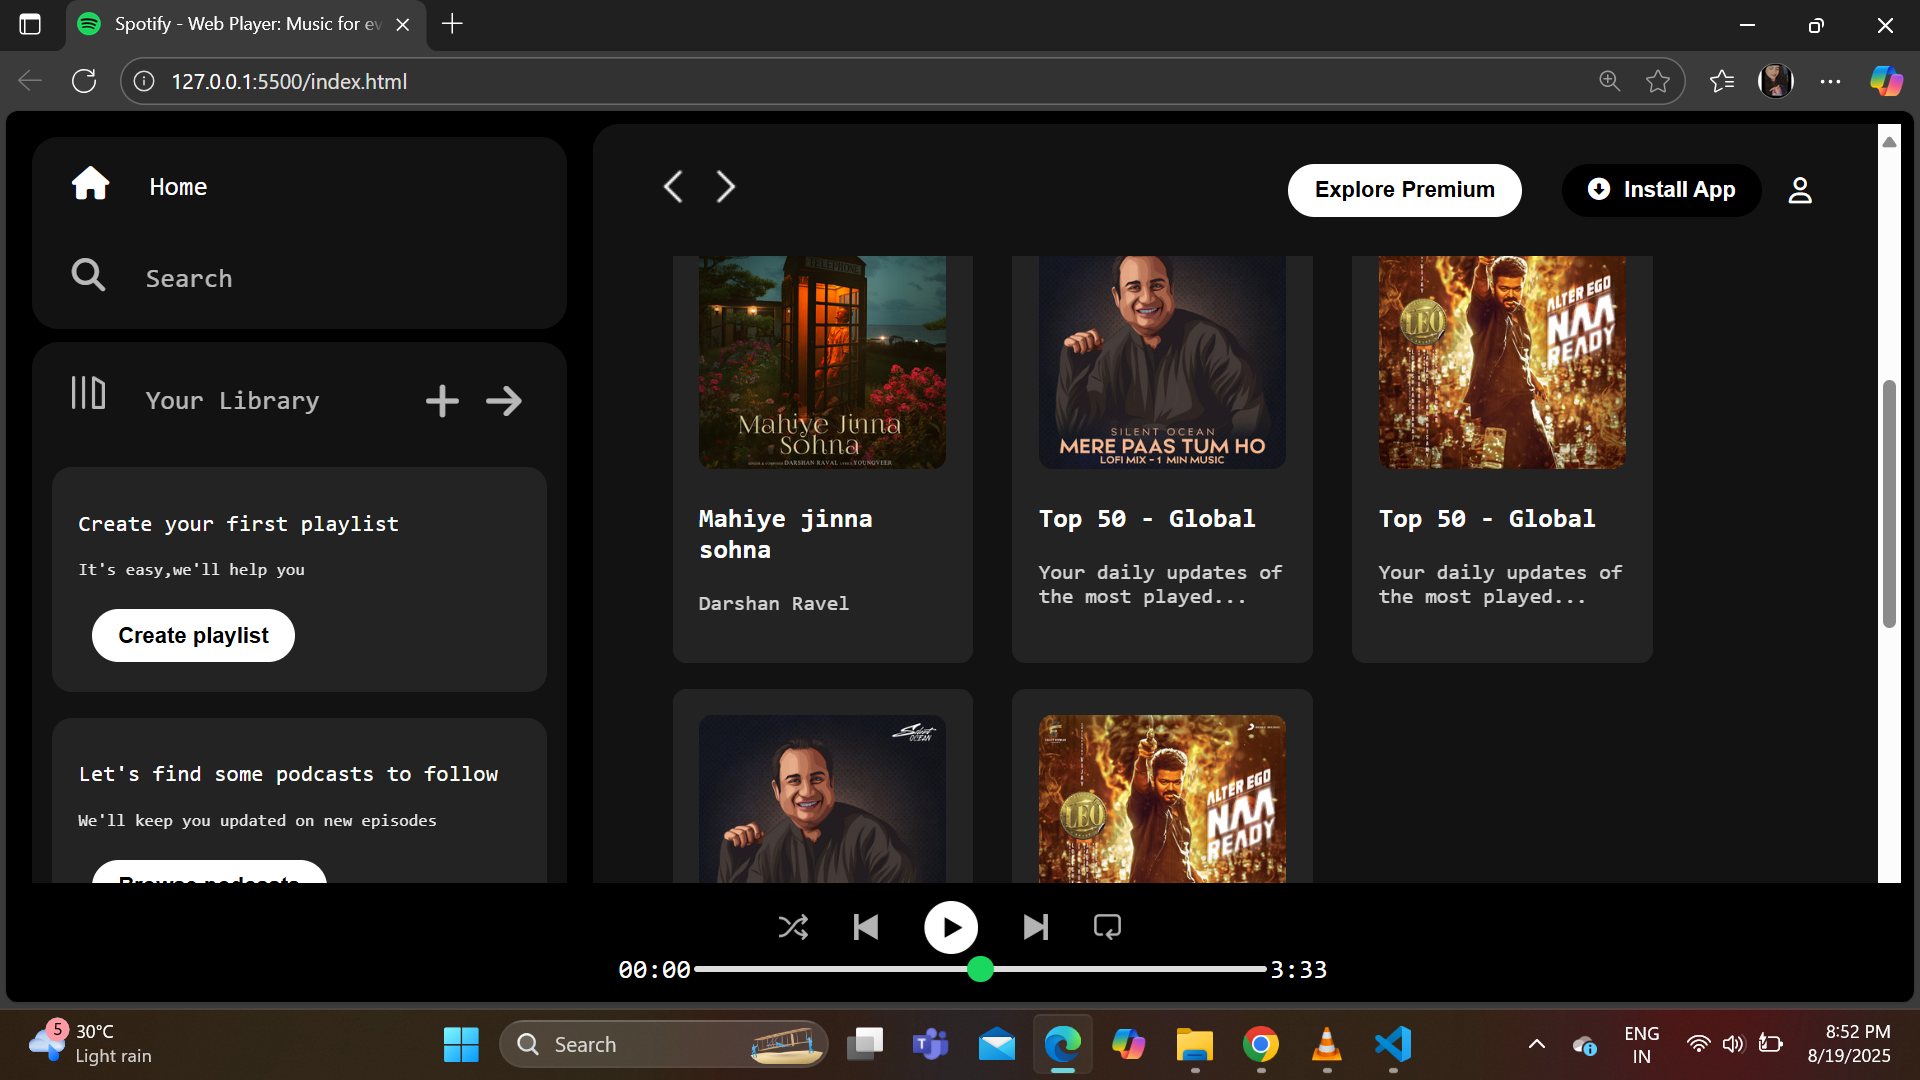 Spotify - Web Player: Music for ev
127.0.0.1:5500/index.html
Home
Search
Your Library
Create your first playlist
It's easy,we'll help you
Create playlist
Let's find some podcasts to follow
We'll keep you updated on new episodes
Browse podcasts
Explore Premium
Install App
TELEPHONE
Mahiye Jinna
Sohna
DARSHAN RAVAL
YOUNGVEER
Mahiye jinna
sohna
Darshan Ravel
SILENT OCEAN
MERE PAAS TUM HO
LOFI MIX - 1 MIN MUSIC
Top 50 - Global
Your daily updates of
the most played...
LEO
ALTER EGO
NAA
READY
Top 50 - Global
Your daily updates of
the most played...
Silent
OCEAN
LEO
ALTER EGO
NAA
READY
00:00
3:33
5
30°C
Light rain
Search
ENG
IN
8:52 PM
8/19/2025